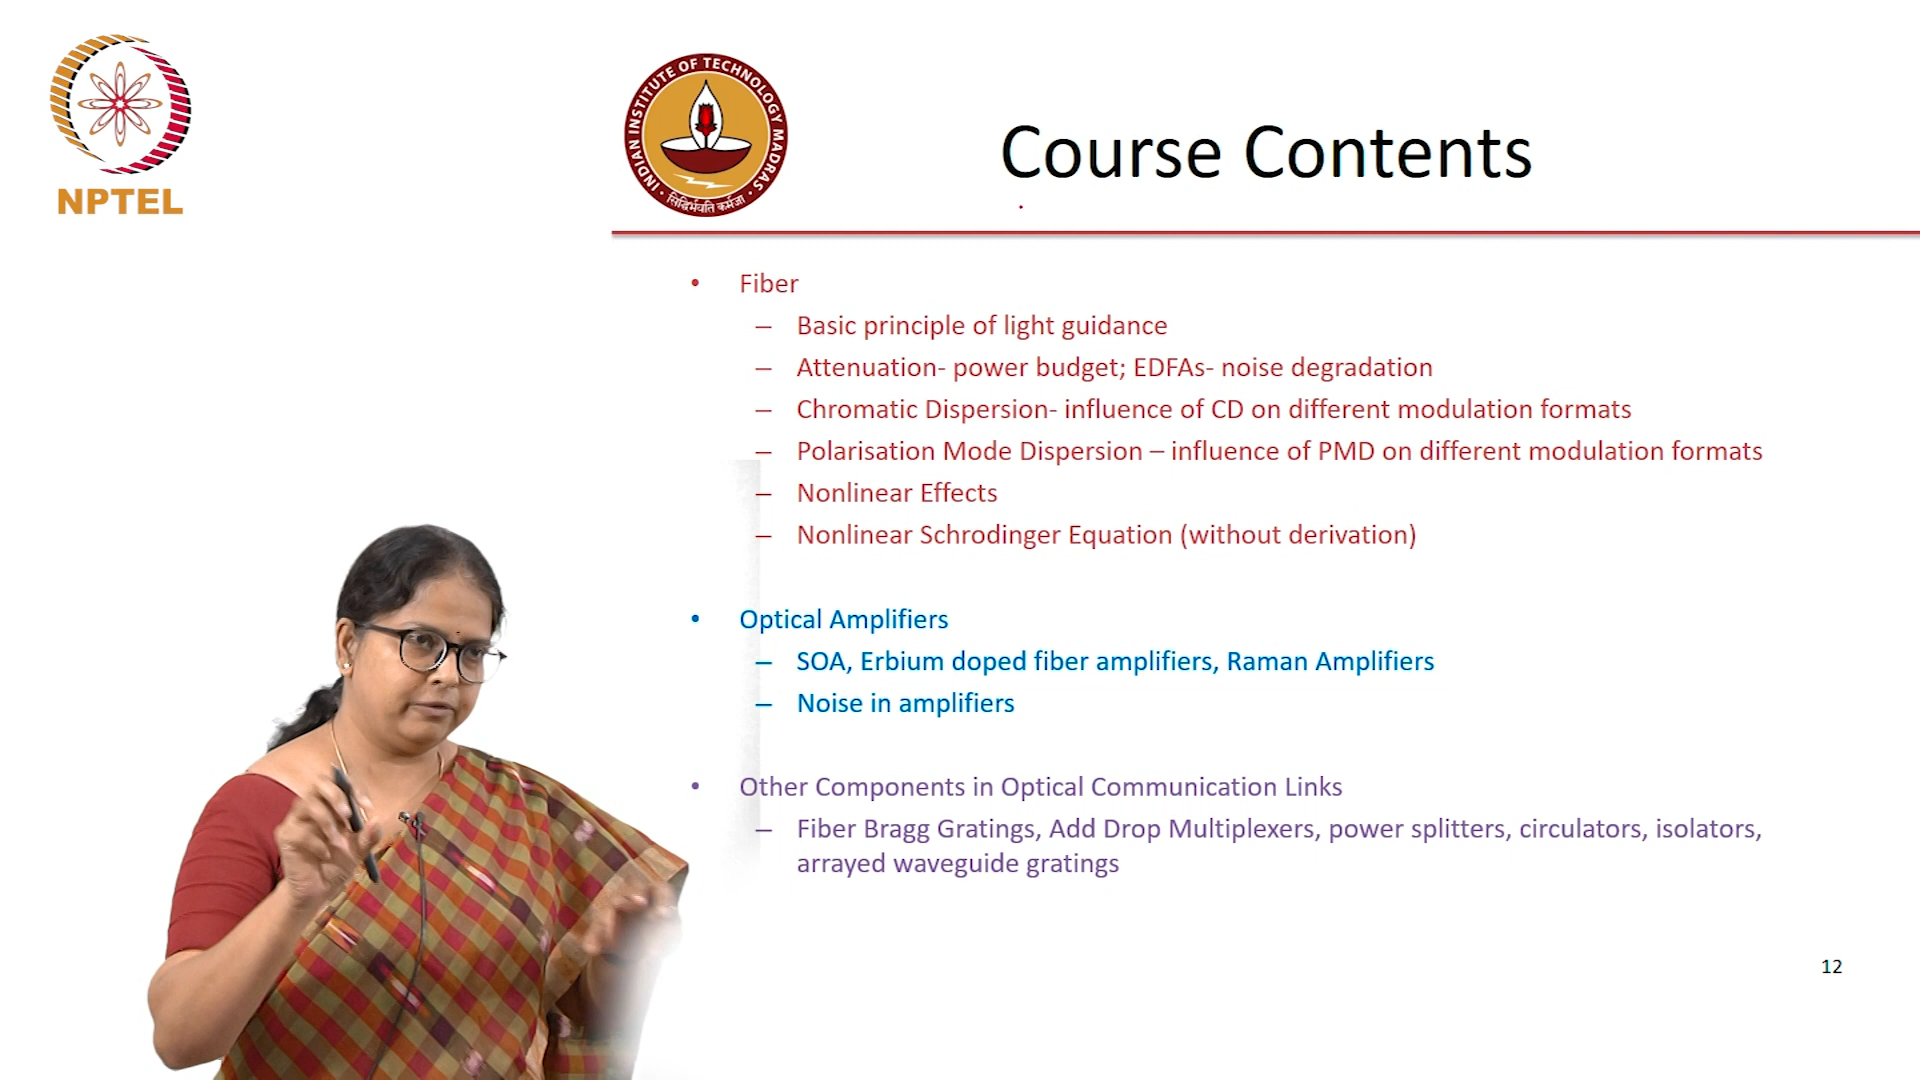 NPTEL
INDIAN INSTITUTE OF TECHNOLOGY MADRAS
सिद्धिर्भवति कर्मजा
Course Contents
• Fiber
– Basic principle of light guidance
– Attenuation- power budget; EDFAs- noise degradation
– Chromatic Dispersion- influence of CD on different modulation formats
– Polarisation Mode Dispersion – influence of PMD on different modulation formats
– Nonlinear Effects
– Nonlinear Schrodinger Equation (without derivation)
• Optical Amplifiers
– SOA, Erbium doped fiber amplifiers, Raman Amplifiers
– Noise in amplifiers
• Other Components in Optical Communication Links
– Fiber Bragg Gratings, Add Drop Multiplexers, power splitters, circulators, isolators,
arrayed waveguide gratings
12